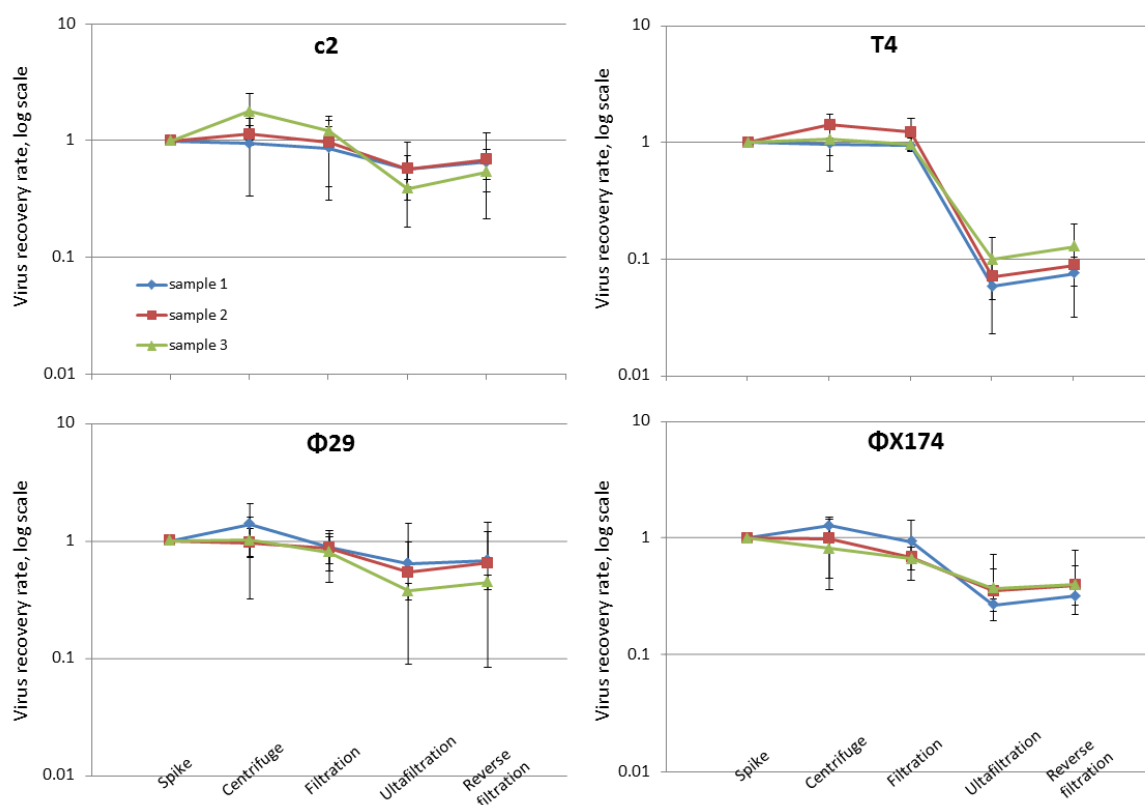 c2
Virus recovery rate, log scale
10
1
0.1
0.01
sample 1
sample 2
sample 3
T4
Virus recovery rate, log scale
10
1
0.1
0.01
Φ29
Virus recovery rate, log scale
10
1
0.1
0.01
Spike
Centrifuge
Filtration
Ultafiltration
Reverse
filtration
ΦX174
Virus recovery rate, log scale
10
1
0.1
0.01
Spike
Centrifuge
Filtration
Ultafiltration
Reverse
filtration